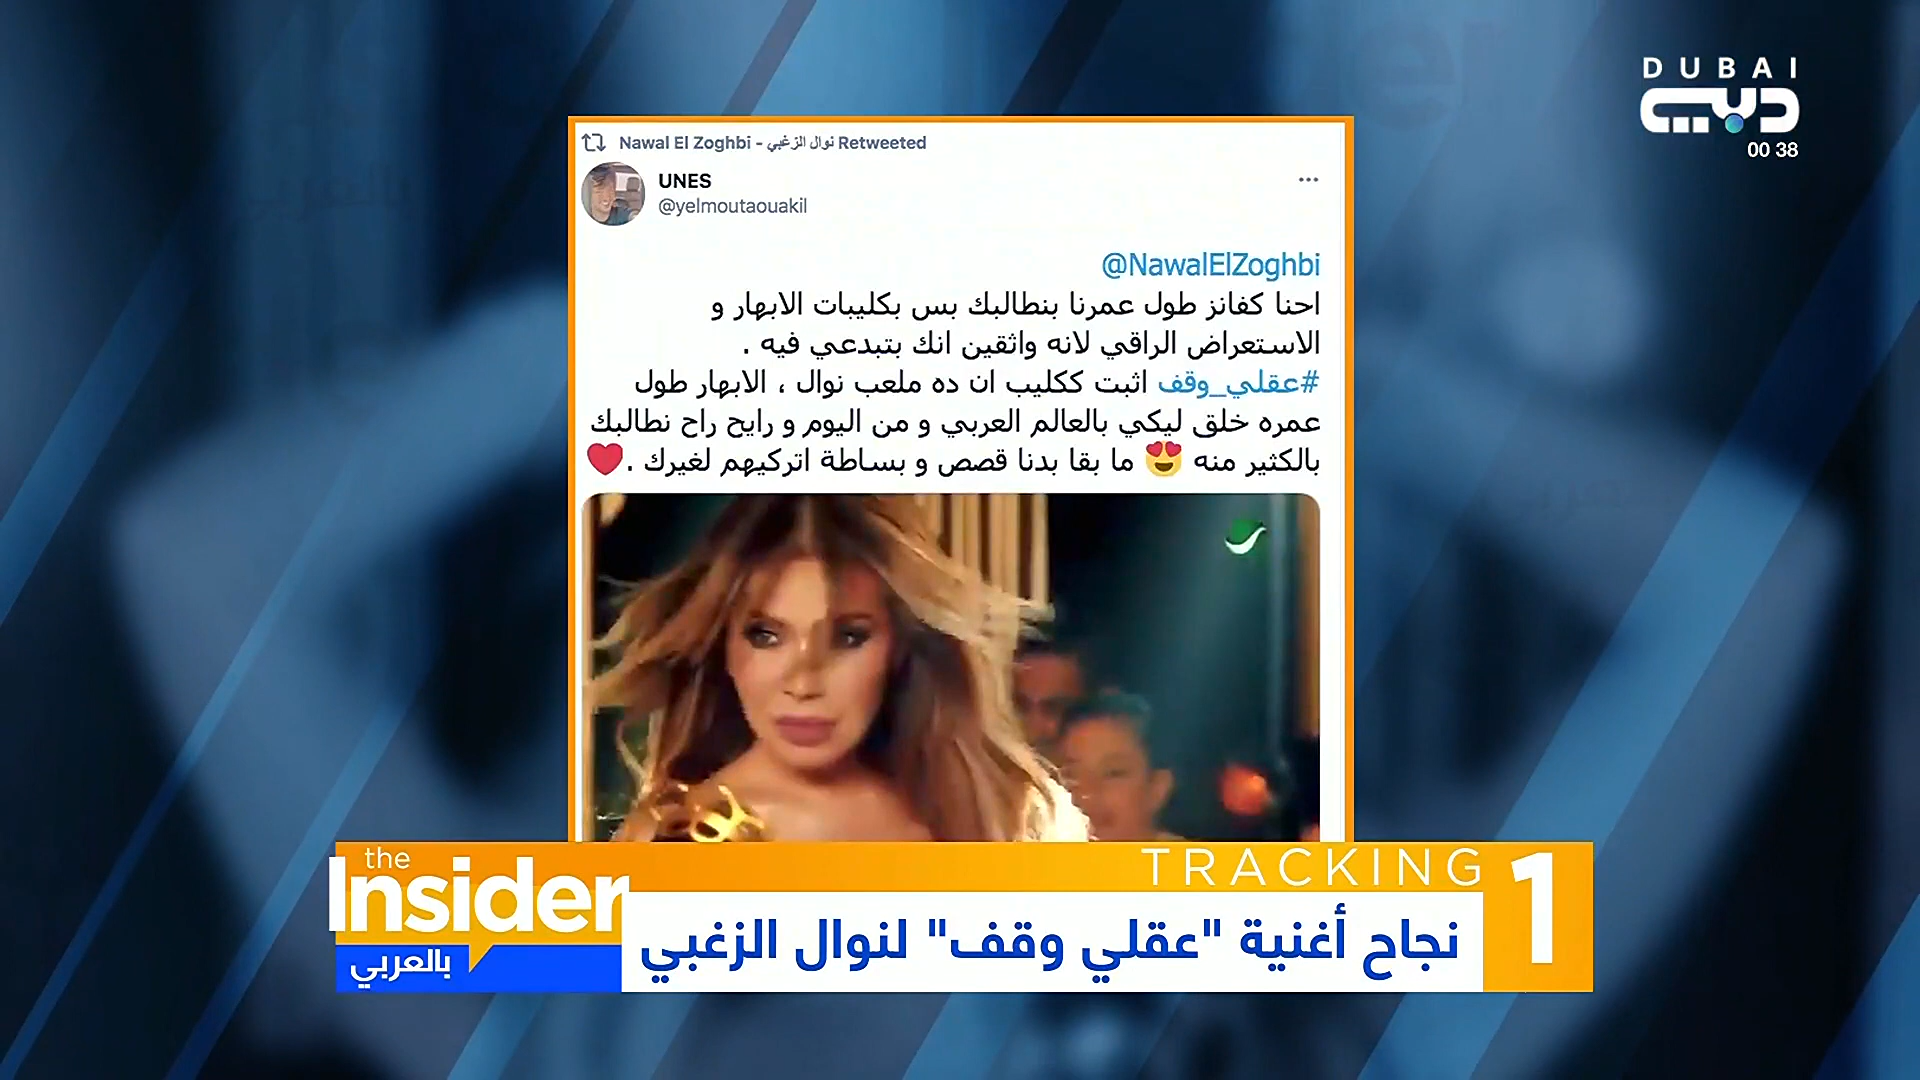 DUBAI
دبي
00 38
Nawal El Zoghbi - نوال الزغبي Retweeted
UNES
@yelmoutaouakil
@NawalElZoghbi
احنا كفانز طول عمرنا بنطالبك بس بكليبات الابهار و
الاستعراض الراقي لانه واثقين انك بتبدعي فيه .
#عقلي_وقف اثبت ككليب ان ده ملعب نوال ، الابهار طول
عمره خلق ليكي بالعالم العربي و من اليوم و رايح راح نطالبك
بالكثير منه 😍 ما بقا بدنا قصص و بساطة اتركيهم لغيرك . ❤
TRACKING
1
the
Insider
بالعربي
نجاح أغنية "عقلي وقف" لنوال الزغبي